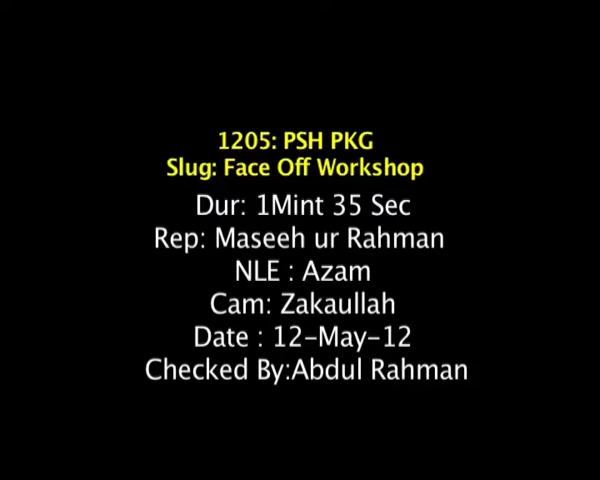 1205: PSH PKG
Slug: Face Off Workshop
Dur: 1Mint 35 Sec
Rep: Maseeh ur Rahman
NLE : Azam
Cam: Zakaullah
Date : 12-May-12
Checked By:Abdul Rahman